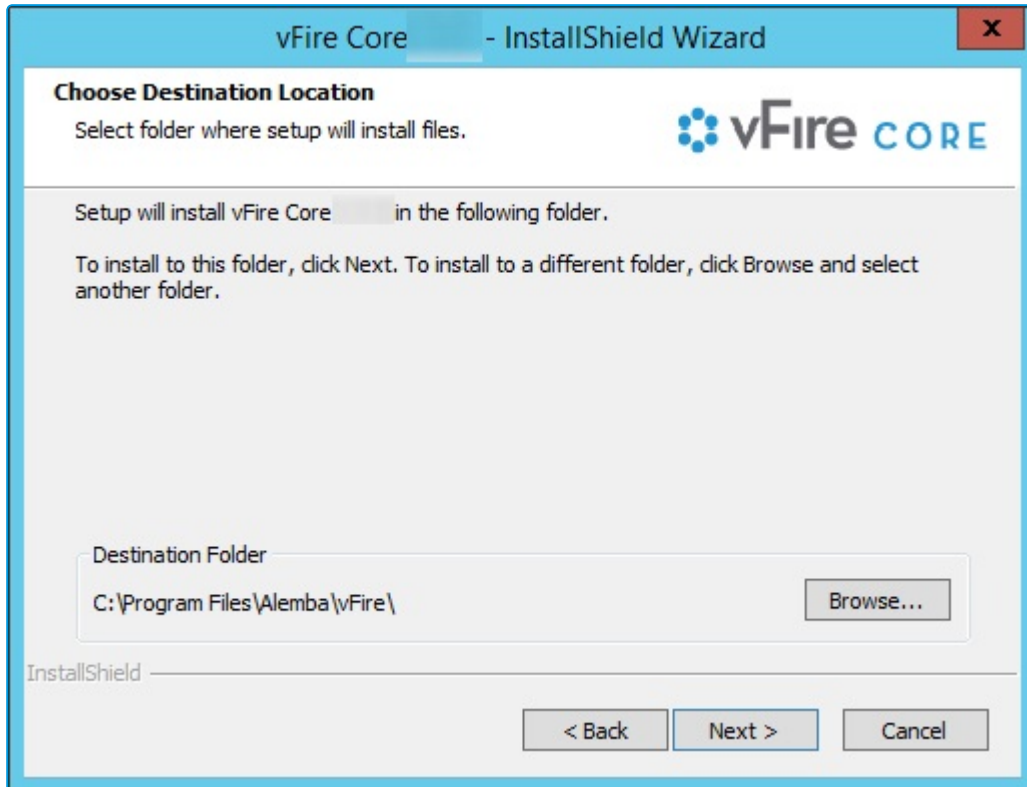 vFire Core - InstallShield Wizard
x
Choose Destination Location
Select folder where setup will install files.
vFire CORE
Setup will install vFire Core in the following folder.
To install to this folder, click Next. To install to a different folder, click Browse and select
another folder.
Destination Folder
C:\Program Files\Alemba\vFire\
Browse...
InstallShield
< Back
Next >
Cancel